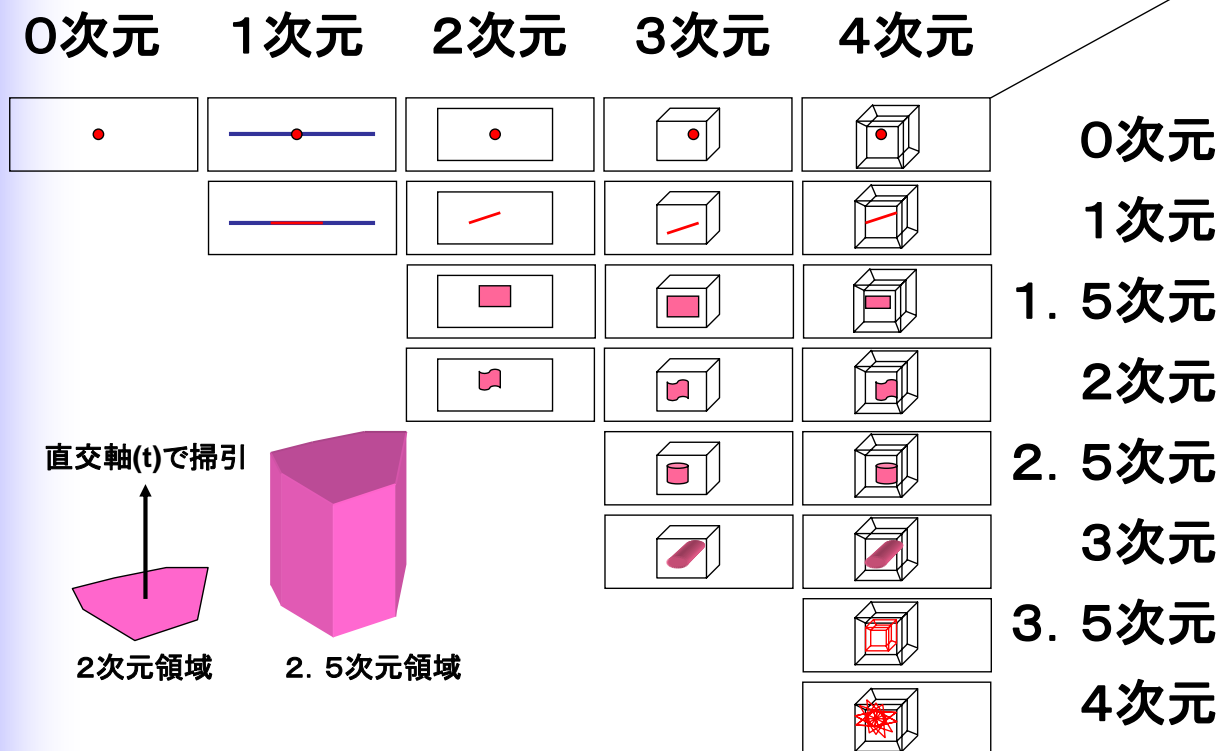 ０次元 １次元 ２次元 ３次元 ４次元
０次元
１次元
１．５次元
２次元
直交軸(t)で掃引
２．５次元
３次元
３．５次元
２次元領域 ２．５次元領域
４次元